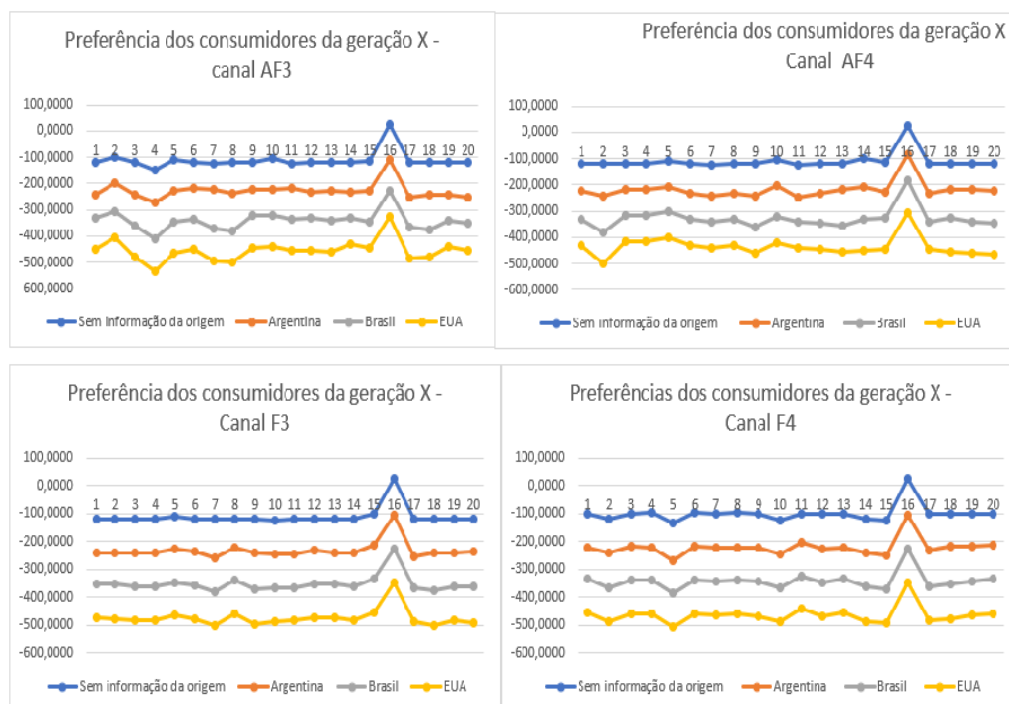 Preferência dos consumidores da geração X -
canal AF3
100,0000
0,0000
-100,0000
-200,0000
-300,0000
-400,0000
-500,0000
600,0000
1 2 3 4 5 6 7 8 9 10 11 12 13 14 15 16 17 18 19 20
Sem informação da origem Argentina Brasil EUA
Preferência dos consumidores da geração X
Canal AF4
100,0000
0,0000
-100,0000
-200,0000
-300,0000
-400,0000
-500,0000
-600,0000
1 2 3 4 5 6 7 8 9 10 11 12 13 14 15 16 17 18 19 20
Sem informação da origem Argentina Brasil EUA
Preferência dos consumidores da geração X -
Canal F3
100,0000
0,0000
-100,0000
-200,0000
-300,0000
-400,0000
-500,0000
-600,0000
1 2 3 4 5 6 7 8 9 10 11 12 13 14 15 16 17 18 19 20
Sem informação da origem Argentina Brasil EUA
Preferências dos consumidores da geração X -
Canal F4
100,0000
0,0000
-100,0000
-200,0000
-300,0000
-400,0000
-500,0000
-600,0000
1 2 3 4 5 6 7 8 9 10 11 12 13 14 15 16 17 18 19 20
Sem informação da origem Argentina Brasil EUA